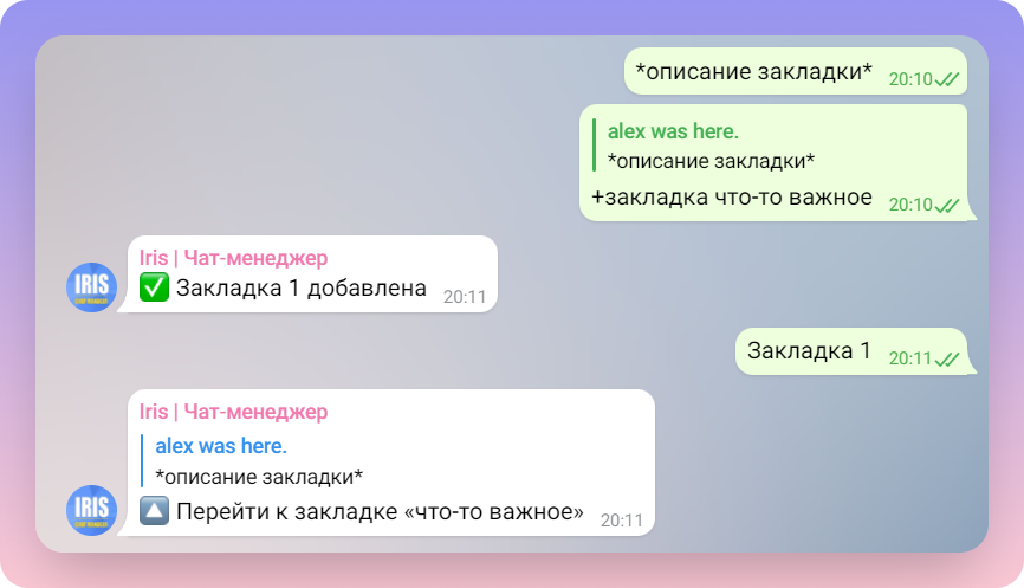 *описание закладки* 20:10
alex was here.
*описание закладки*
+закладка что-то важное 20:10
Iris | Чат-менеджер
IRIS
✅ Закладка 1 добавлена 20:11
Закладка 1 20:11
Iris | Чат-менеджер
alex was here.
*описание закладки*
IRIS
🔼 Перейти к закладке «что-то важное» 20:11